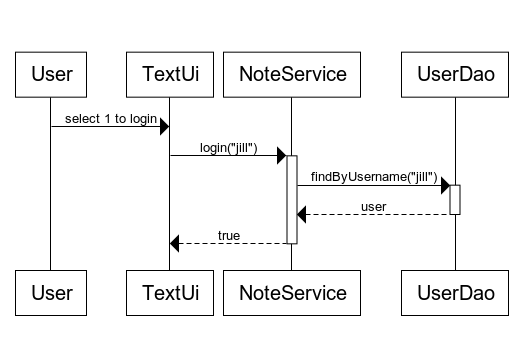 User TextUi NoteService UserDao
select 1 to login
login("jill")
findByUsername("jill")
user
true
User TextUi NoteService UserDao